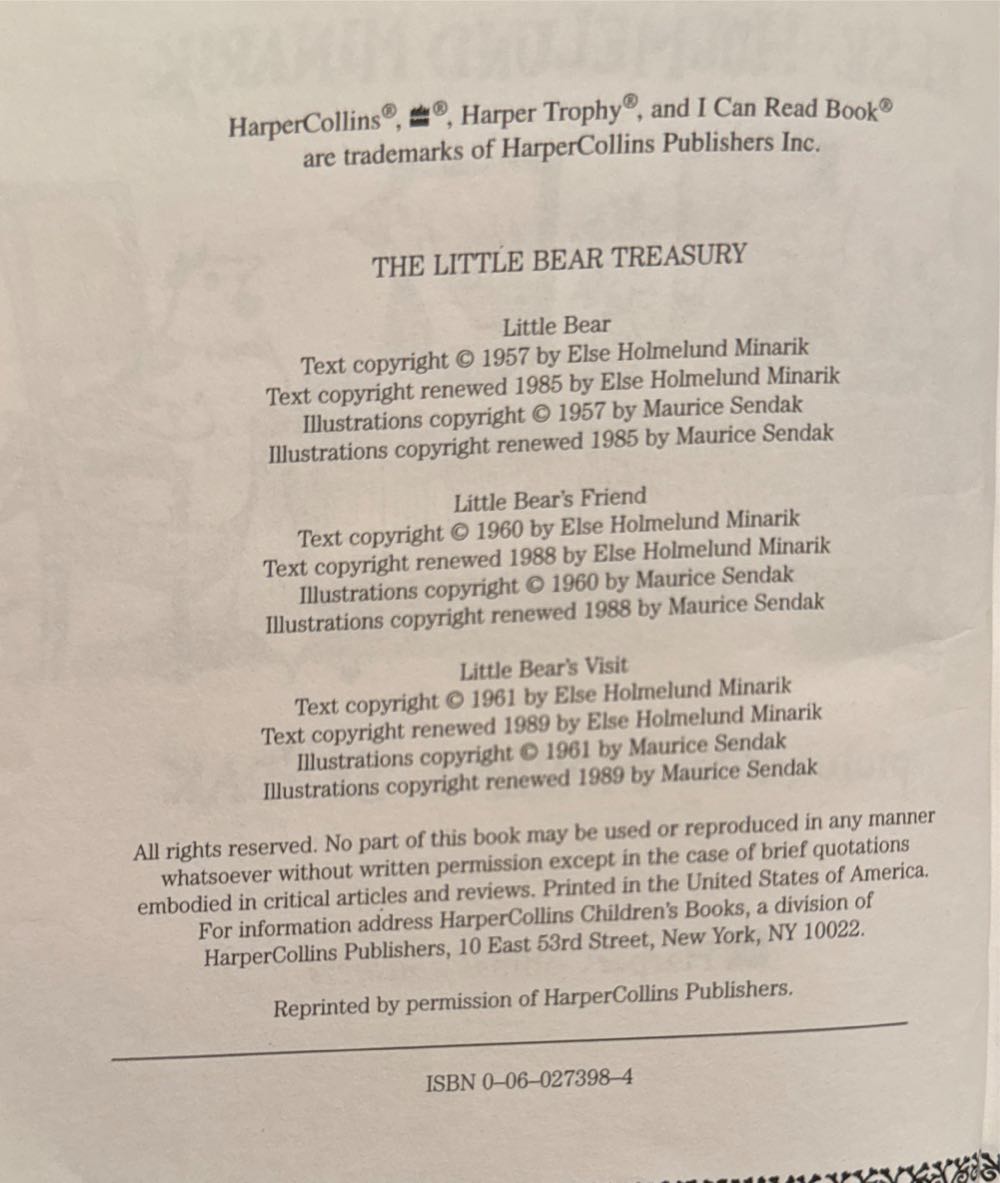 HarperCollins®, ®, Harper Trophy®, and I Can Read Book®
are trademarks of HarperCollins Publishers Inc.
THE LITTLE BEAR TREASURY
Little Bear
Text copyright © 1957 by Else Holmelund Minarik
Text copyright renewed 1985 by Else Holmelund Minarik
Illustrations copyright © 1957 by Maurice Sendak
Illustrations copyright renewed 1985 by Maurice Sendak
Little Bear's Friend
Text copyright © 1960 by Else Holmelund Minarik
Text copyright renewed 1988 by Else Holmelund Minarik
Illustrations copyright © 1960 by Maurice Sendak
Illustrations copyright renewed 1988 by Maurice Sendak
Little Bear's Visit
Text copyright © 1961 by Else Holmelund Minarik
Text copyright renewed 1989 by Else Holmelund Minarik
Illustrations copyright © 1961 by Maurice Sendak
Illustrations copyright renewed 1989 by Maurice Sendak
All rights reserved. No part of this book may be used or reproduced in any manner
whatsoever without written permission except in the case of brief quotations
embodied in critical articles and reviews. Printed in the United States of America.
For information address HarperCollins Children's Books, a division of
HarperCollins Publishers, 10 East 53rd Street, New York, NY 10022.
Reprinted by permission of HarperCollins Publishers.
ISBN 0–06–027398–4